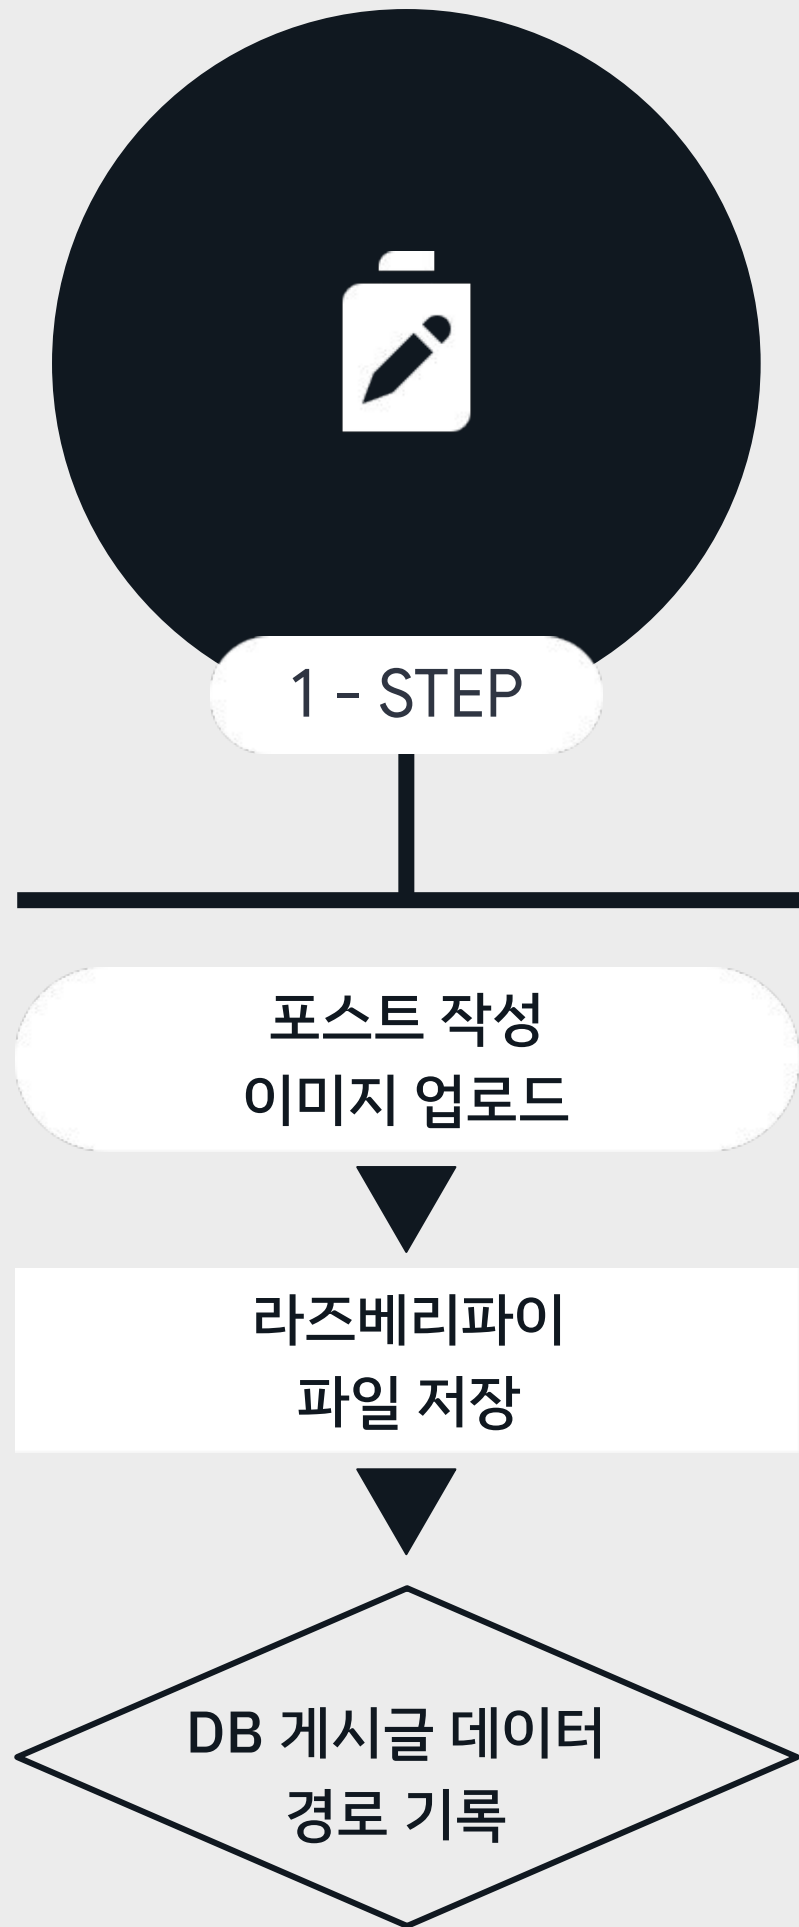 1 - STEP
포스트 작성
이미지 업로드
라즈베리파이
파일 저장
DB 게시글 데이터
경로 기록